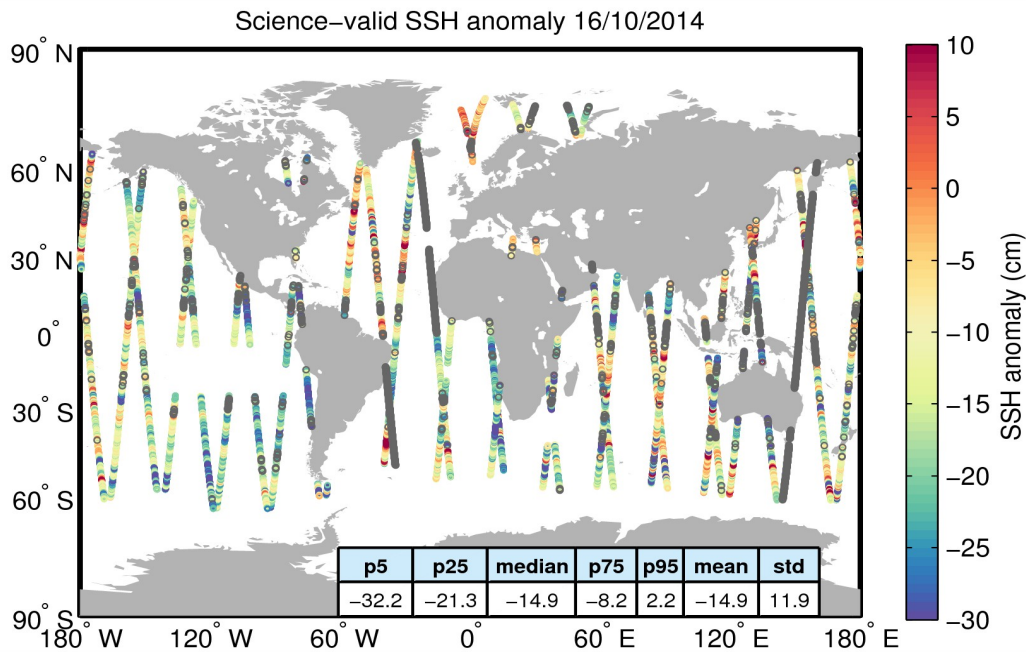 Science−valid SSH anomaly 16/10/2014
90° N
60° N
30° N
0°
30° S
60° S
90° S
180° W
120° W
60° W
0°
60° E
120° E
180° E
p5 p25 median p75 p95 mean std
−32.2 −21.3 −14.9 −8.2 2.2 −14.9 11.9
10
5
0
−5
−10
−15
−20
−25
−30
SSH anomaly (cm)